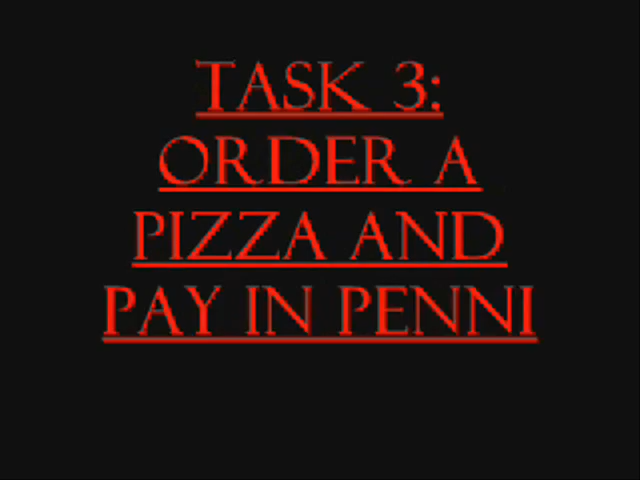 TASK 3:
ORDER A
PIZZA AND
PAY IN PENNI